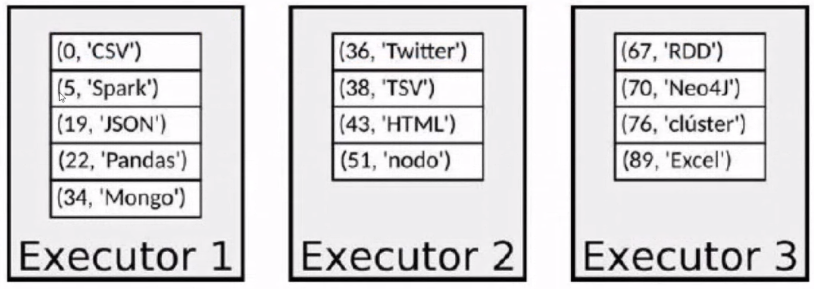 (0, 'CSV')
(5, 'Spark')
(19, 'JSON')
(22, 'Pandas')
(34, 'Mongo')
Executor 1
(36, 'Twitter')
(38, 'TSV')
(43, 'HTML')
(51, 'nodo')
Executor 2
(67, 'RDD')
(70, 'Neo4J')
(76, 'clúster')
(89, 'Excel')
Executor 3